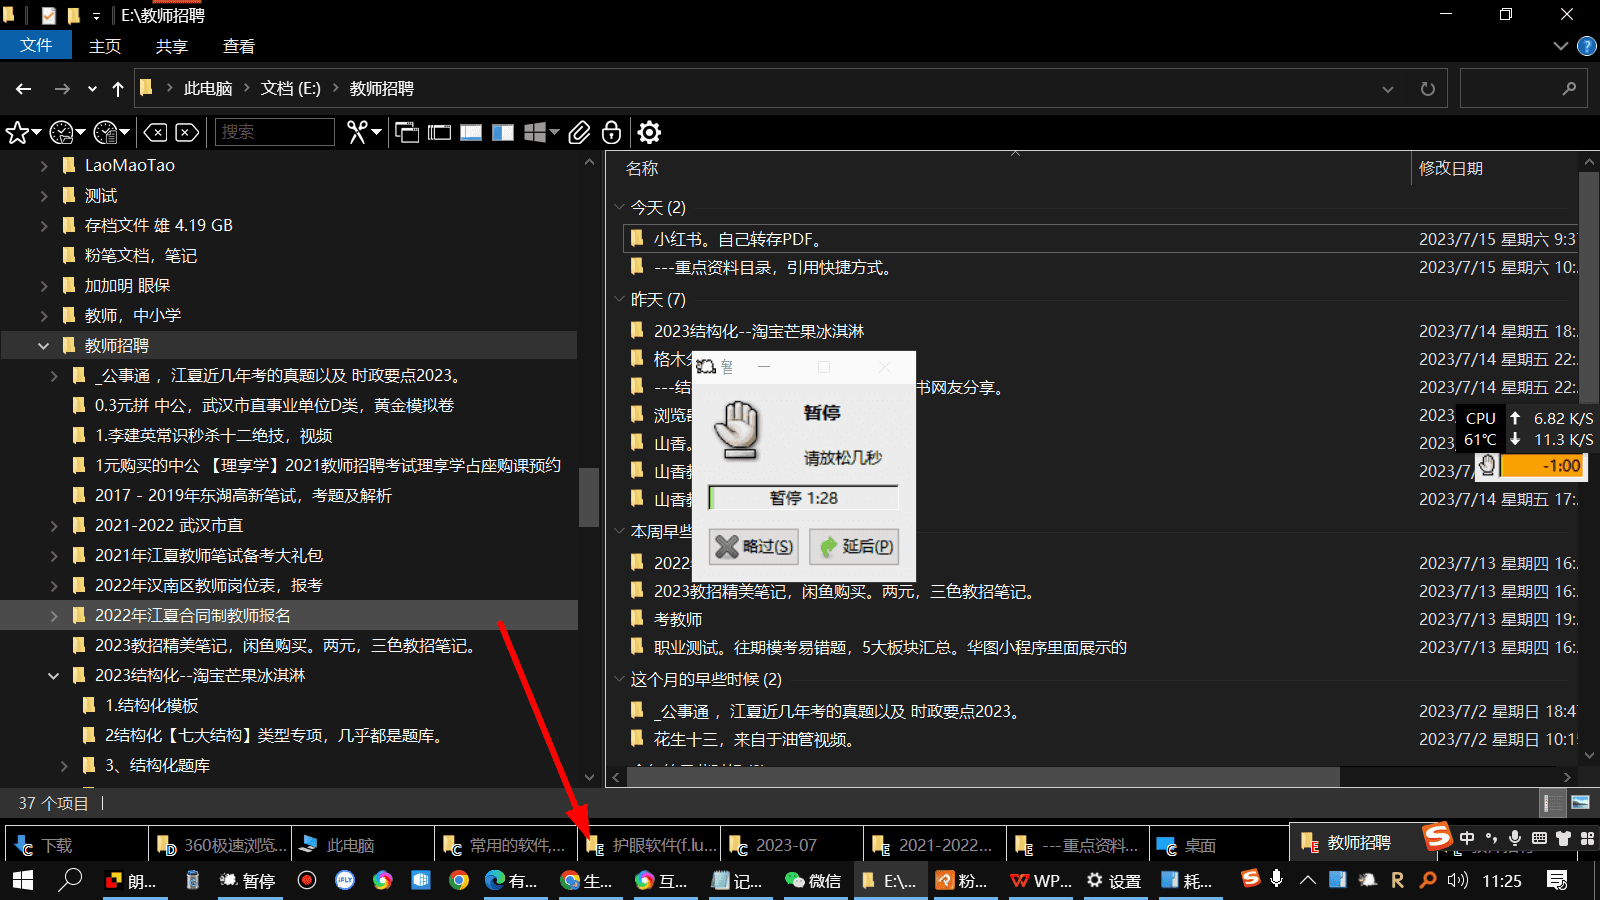 E:\教师招聘
文件 主页 共享 查看
此电脑 文档 (E:) 教师招聘
搜索
LaoMaoTao
测试
存档文件 雄 4.19 GB
粉笔文档，笔记
加加明 眼保
教师，中小学
教师招聘
_公事通 ，江夏近几年考的真题以及 时政要点2023。
0.3元拼 中公，武汉市直事业单位D类，黄金模拟卷
1.李建英常识秒杀十二绝技，视频
1元购买的中公 【理享学】2021教师招聘考试理享学占座购课预约
2017 - 2019年东湖高新笔试，考题及解析
2021-2022 武汉市直
2021年江夏教师笔试备考大礼包
2022年汉南区教师岗位表，报考
2022年江夏合同制教师报名
2023教招精美笔记，闲鱼购买。两元，三色教招笔记。
2023结构化--淘宝芒果冰淇淋
1.结构化模板
2结构化【七大结构】类型专项，几乎都是题库。
3、结构化题库
名称 修改日期
今天 (2)
小红书。自己转存PDF。 2023/7/15 星期六 9:3
---重点资料目录，引用快捷方式。 2023/7/15 星期六 10:
昨天 (7)
2023结构化--淘宝芒果冰淇淋 2023/7/14 星期五 18:
格木 2023/7/14 星期五 22:
---结 书网友分享。 2023/7/14 星期五 22:
浏览 2023
山香。 2023
山香 2023/7/
山香 2023/7/14 星期五 17:
本周早些
2022 2023/7/13 星期四 16:
2023教招精美笔记，闲鱼购买。两元，三色教招笔记。 2023/7/13 星期四 16:
考教师 2023/7/13 星期四 19:
职业测试。往期模考易错题，5大板块汇总。华图小程序里面展示的 2023/7/13 星期四 16:
这个月的早些时候 (2)
_公事通 ，江夏近几年考的真题以及 时政要点2023。 2023/7/2 星期日 18:4
花生十三，来自于油管视频。 2023/7/2 星期日 10:1
暂停
请放松几秒
暂停 1:28
略过(S) 延后(P)
CPU 6.82 K/S
61℃ 11.3 K/S
-1:00
37 个项目
下载 360极速浏览... 此电脑 常用的软件,... 护眼软件(f.lu... 2023-07 2021-2022... ---重点资料... 桌面 教师招聘 中
朗... 暂停 有... 生... 互... 记... 微信 E:\... 粉... WP... 设置 耗... 11:25